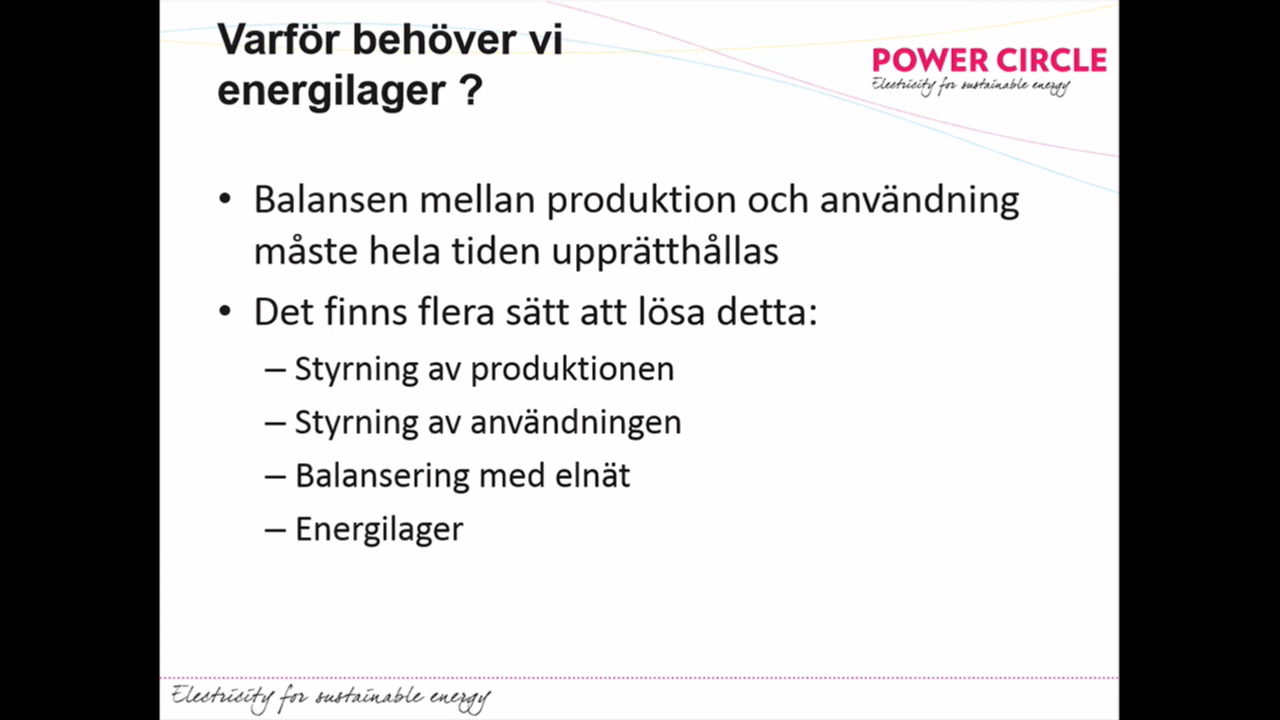 Varför behöver vi
energilager ?
POWER CIRCLE
Electricity for sustainable energy
• Balansen mellan produktion och användning
måste hela tiden upprätthållas
• Det finns flera sätt att lösa detta:
– Styrning av produktionen
– Styrning av användningen
– Balansering med elnät
– Energilager
Electricity for sustainable energy